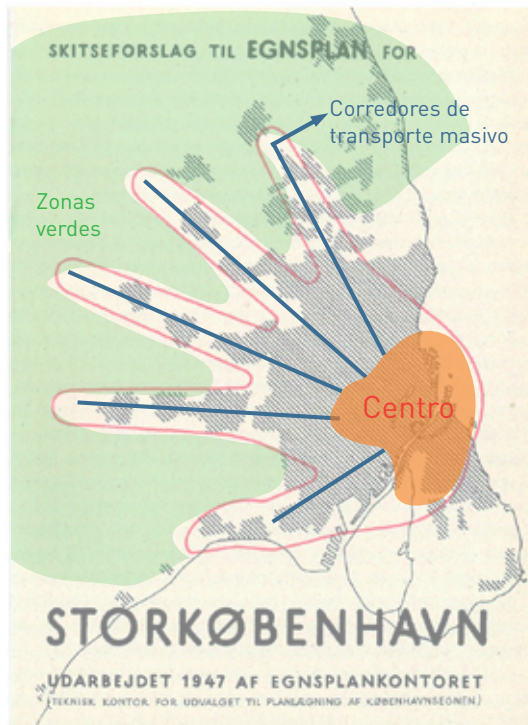 SKITSEFORSLAG TIL EGNSPLAN FOR
Corredores de
transporte masivo
Zonas
verdes
Centro
STORKØBENHAVN
UDARBEJDET 1947 AF EGNSPLANKONTORET
(TEKNISK KONTOR FOR UDVALGET TIL PLANLÆGNING AF KØBENHAVNSEGNEN)